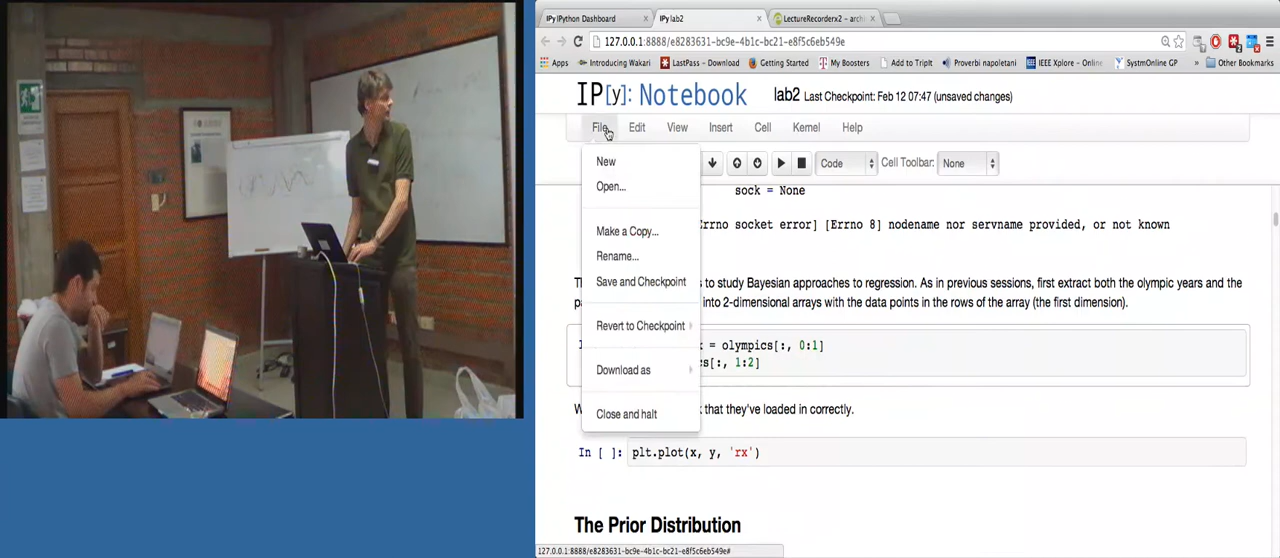 IPy IPython Dashboard
IPy lab2
LectureRecorderx2 – archi
127.0.0.1:8888/e8283631-bc9e-4b1c-bc21-e8f5c6eb549e
Apps
Introducing Wakari
LastPass – Download
Getting Started
My Boosters
Add to TripIt
Proverbi napoletani
IEEE Xplore – Online
SystmOnline GP
»
Other Bookmarks
IP[y]: Notebook
lab2 Last Checkpoint: Feb 12 07:47 (unsaved changes)
File Edit View Insert Cell Kernel Help
Code
Cell Toolbar:
None
New
Open...
Make a Copy...
Rename...
Save and Checkpoint
Revert to Checkpoint
Download as
Close and halt
sock = None
Errno socket error] [Errno 8] nodename nor servname provided, or not known
to study Bayesian approaches to regression. As in previous sessions, first extract both the olympic years and the
into 2-dimensional arrays with the data points in the rows of the array (the first dimension).
= olympics[:, 0:1]
cs[:, 1:2]
that they've loaded in correctly.
In [ ]: plt.plot(x, y, 'rx')
The Prior Distribution
127.0.0.1:8888/e8283631-bc9e-4b1c-bc21-e8f5c6eb549e#